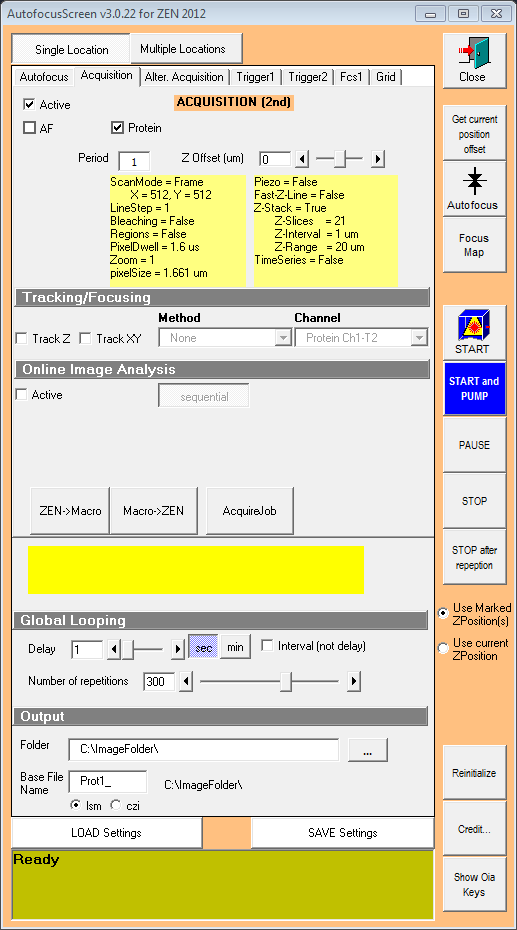 AutofocusScreen v3.0.22 for ZEN 2012
Single Location
Multiple Locations
Close
Autofocus
Acquisition
Alter. Acquisition
Trigger1
Trigger2
Fcs1
Grid
Active
ACQUISITION (2nd)
AF
Protein
Period
1
Z Offset (um)
0
ScanMode = Frame
X = 512, Y = 512
LineStep = 1
Bleaching = False
Regions = False
PixelDwell = 1.6 us
Zoom = 1
pixelSize = 1.661 um
Piezo = False
Fast-Z-Line = False
Z-Stack = True
Z-Slices = 21
Z-Interval = 1 um
Z-Range = 20 um
TimeSeries = False
Get current
position
offset
Autofocus
Focus
Map
Tracking/Focusing
Method
Channel
Track Z
Track XY
None
Protein Ch1-T2
START
Online Image Analysis
Active
sequential
START and
PUMP
PAUSE
ZEN->Macro
Macro->ZEN
AcquireJob
STOP
STOP after
repeption
Global Looping
Delay
1
sec
min
Interval (not delay)
Number of repetitions
300
Use Marked
ZPosition(s)
Use current
ZPosition
Output
Folder
C:\ImageFolder\
...
Base File
Name
Prot1_
C:\ImageFolder\
lsm
czi
LOAD Settings
SAVE Settings
Ready
Reinitialize
Credit...
Show Oia
Keys